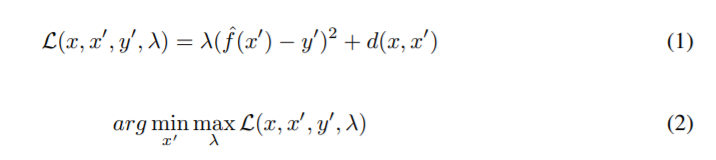 ℒ(x, x′, y′, λ) = λ(f̂(x′) − y′)² + d(x, x′) (1)
arg min_{x′} max_{λ} ℒ(x, x′, y′, λ) (2)